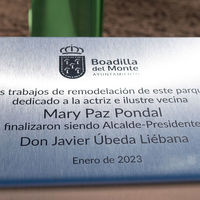 Boadilla
del Monte
AYUNTAMIENTO
s trabajos de remodelación de este parqu
dedicado a la actriz e ilustre vecina
Mary Paz Pondal
finalizaron siendo Alcalde-Presidente
Don Javier Úbeda Liébana
Enero de 2023